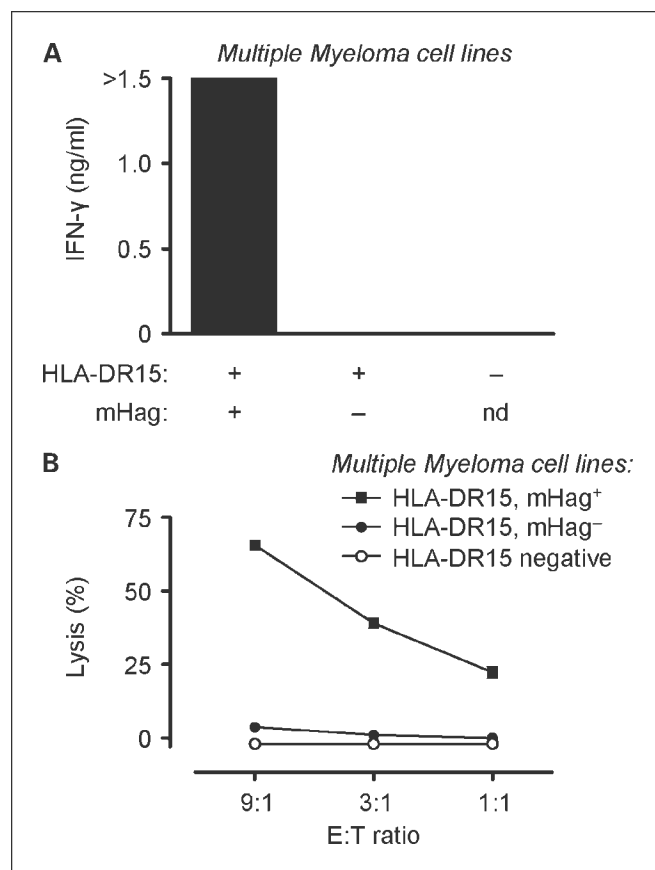 A
Multiple Myeloma cell lines
>1.5
1.0
0.5
0
IFN-γ (ng/ml)
HLA-DR15: + + –
mHag: + – nd
B
Multiple Myeloma cell lines:
HLA-DR15, mHag⁺
HLA-DR15, mHag⁻
HLA-DR15 negative
75
50
25
0
Lysis (%)
9:1 3:1 1:1
E:T ratio